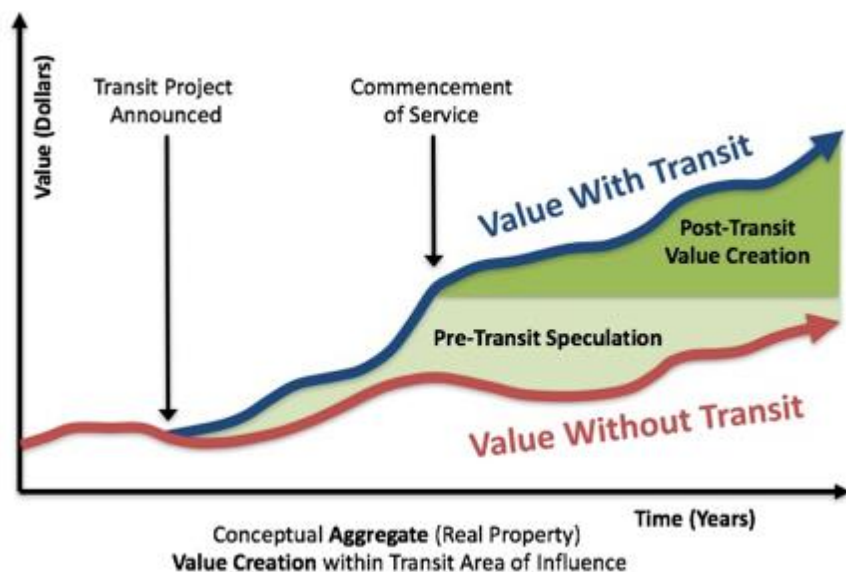 Transit Project
Announced
Commencement
of Service
Value (Dollars)
Value With Transit
Post-Transit
Value Creation
Pre-Transit Speculation
Value Without Transit
Time (Years)
Conceptual Aggregate (Real Property)
Value Creation within Transit Area of Influence